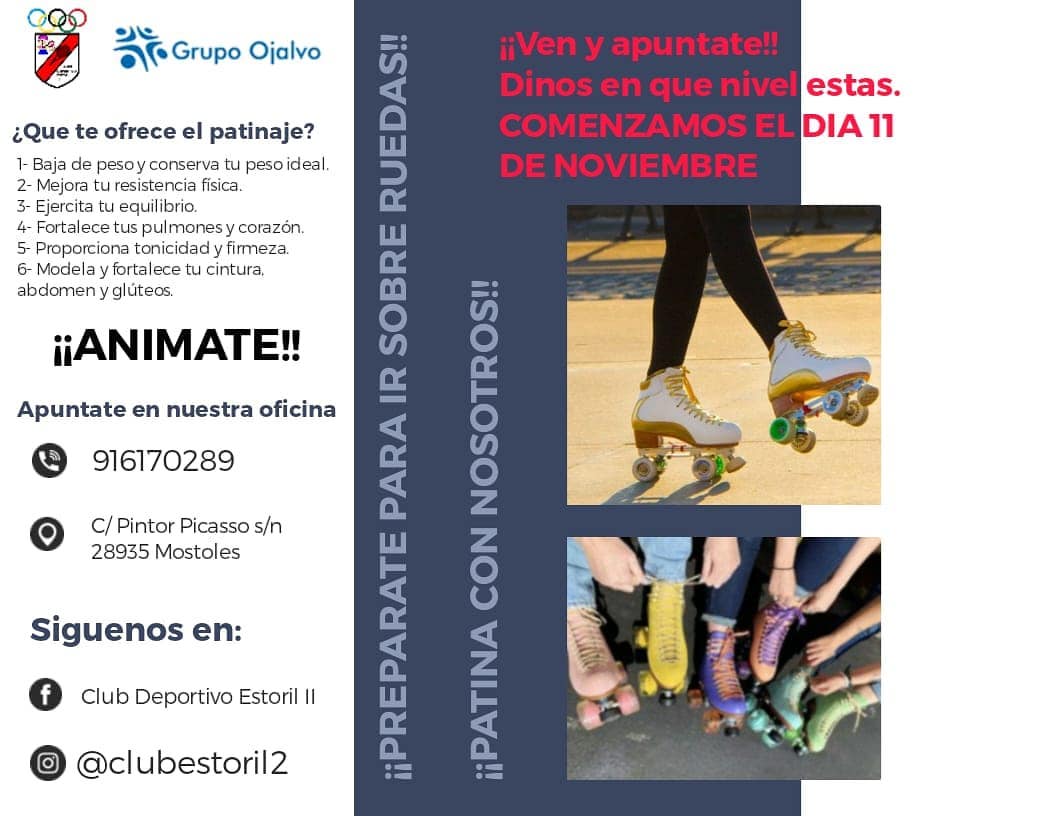 Grupo Ojalvo
¿Que te ofrece el patinaje?
1- Baja de peso y conserva tu peso ideal.
2- Mejora tu resistencia física.
3- Ejercita tu equilibrio.
4- Fortalece tus pulmones y corazón.
5- Proporciona tonicidad y firmeza.
6- Modela y fortalece tu cintura,
abdomen y glúteos.
¡¡ANIMATE!!
Apuntate en nuestra oficina
916170289
C/ Pintor Picasso s/n
28935 Mostoles
Siguenos en:
Club Deportivo Estoril II
@clubestoril2
¡¡PREPARATE PARA IR SOBRE RUEDAS!!
¡¡PATINA CON NOSOTROS!!
¡¡Ven y apuntate!!
Dinos en que nivel estas.
COMENZAMOS EL DIA 11
DE NOVIEMBRE